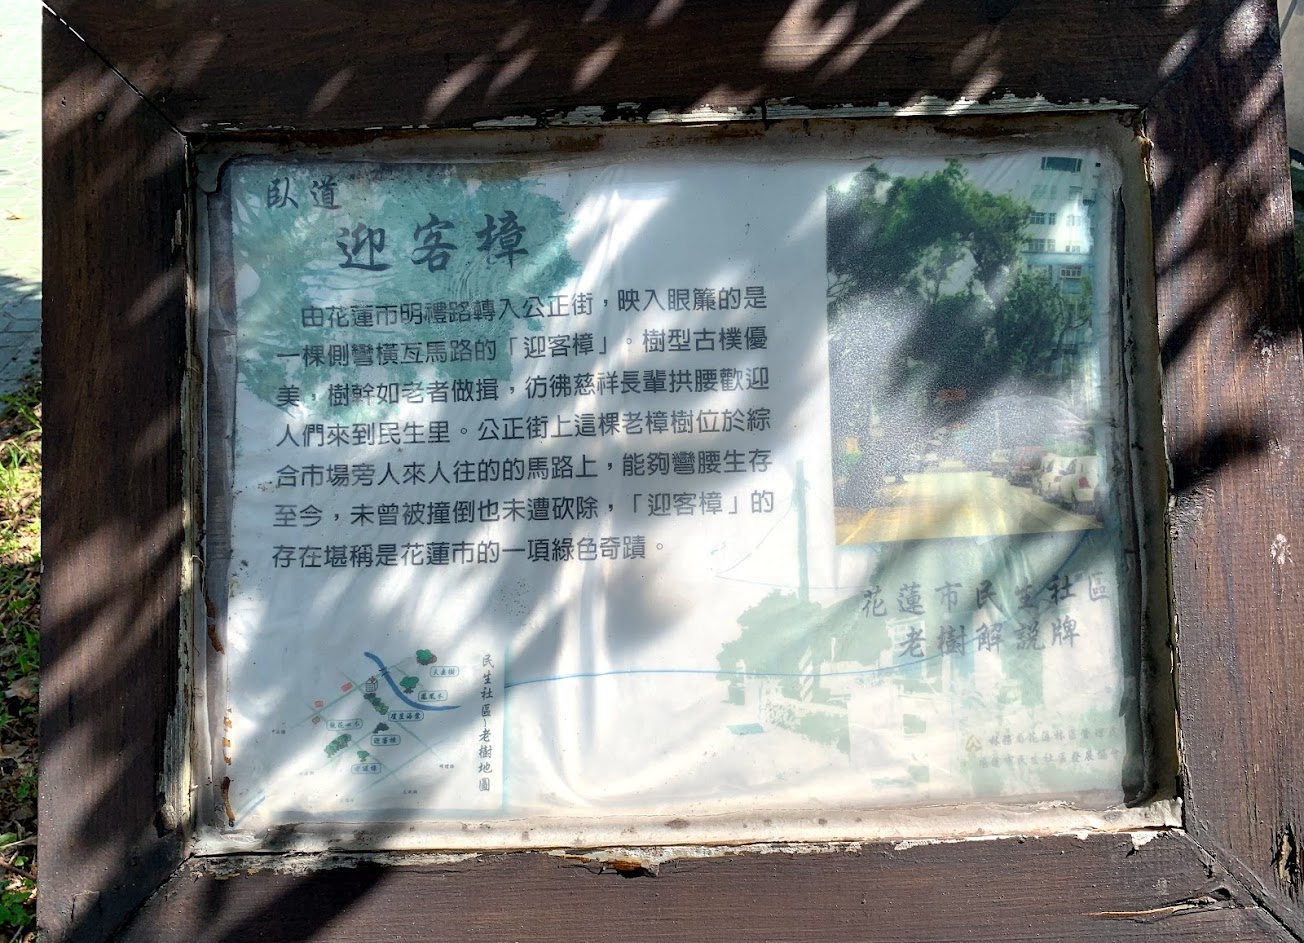 臥道
迎客樟
由花蓮市明禮路轉入公正街，映入眼簾的是
一棵側彎橫亙馬路的「迎客樟」。樹型古樸優
美，樹幹如老者做揖，彷彿慈祥長輩拱腰歡迎
人們來到民生里。公正街上這棵老樟樹位於綜
合市場旁人來人往的的馬路上，能夠彎腰生存
至今，未曾被撞倒也未遭砍除，「迎客樟」的
存在堪稱是花蓮市的一項綠色奇蹟。
花蓮市民生社區
老樹解說牌
民生社區老樹地圖
鳳凰木
迎客樟